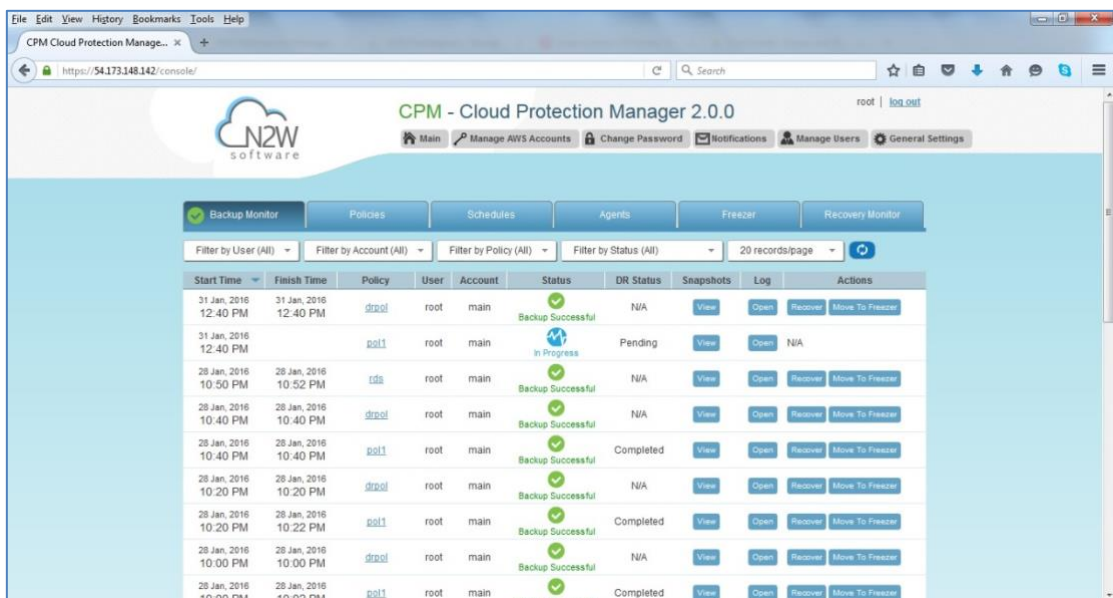 File Edit View History Bookmarks Tools Help
CPM Cloud Protection Manage... × +
https://54.173.148.142/console/ Search
root | log out
CPM - Cloud Protection Manager 2.0.0
N2W
software
Main Manage AWS Accounts Change Password Notifications Manage Users General Settings
Backup Monitor Policies Schedules Agents Freezer Recovery Monitor
Filter by User (All) Filter by Account (All) Filter by Policy (All) Filter by Status (All) 20 records/page
Start Time Finish Time Policy User Account Status DR Status Snapshots Log Actions
31 Jan, 2016 31 Jan, 2016
12:40 PM 12:40 PM drpol root main N/A View Open Recover Move To Freezer
Backup Successful
31 Jan, 2016
12:40 PM pol1 root main Pending View Open N/A
In Progress
28 Jan, 2016 28 Jan, 2016
10:50 PM 10:52 PM rds root main N/A View Open Recover Move To Freezer
Backup Successful
28 Jan, 2016 28 Jan, 2016
10:40 PM 10:40 PM drpol root main N/A View Open Recover Move To Freezer
Backup Successful
28 Jan, 2016 28 Jan, 2016
10:40 PM 10:40 PM pol1 root main Completed View Open Recover Move To Freezer
Backup Successful
28 Jan, 2016 28 Jan, 2016
10:20 PM 10:20 PM drpol root main N/A View Open Recover Move To Freezer
Backup Successful
28 Jan, 2016 28 Jan, 2016
10:20 PM 10:22 PM pol1 root main Completed View Open Recover Move To Freezer
Backup Successful
28 Jan, 2016 28 Jan, 2016
10:00 PM 10:00 PM drpol root main N/A View Open Recover Move To Freezer
Backup Successful
28 Jan, 2016 28 Jan, 2016
pol1 root main Completed View Open Recover Move To Freezer